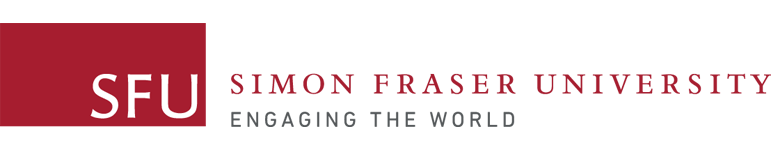 SFU
SIMON FRASER UNIVERSITY
ENGAGING THE WORLD